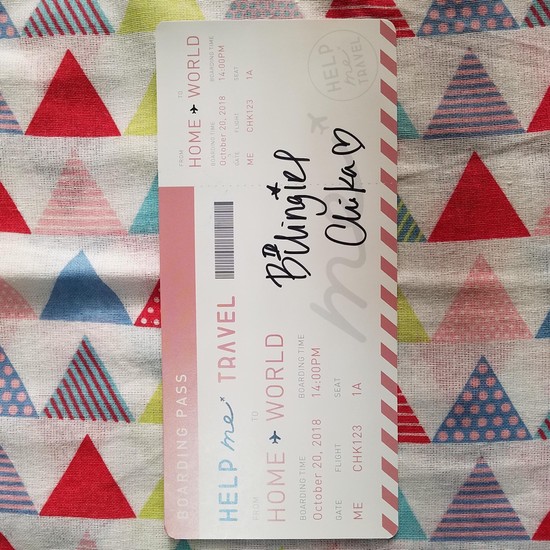 BOARDING PASS
HELP me* TRAVEL
FROM TO
HOME ✈ WORLD
BOARDING TIME BOARDING TIME
October 20, 2018 14:00PM
GATE FLIGHT SEAT
ME CHK123 1A
me
Bilingirl
Chika♡
FROM TO
HOME ✈ WORLD
BOARDING TIME BOARDING TIME
October 20, 2018 14:00PM
GATE FLIGHT SEAT
ME CHK123 1A
HELP
me
TRAVEL